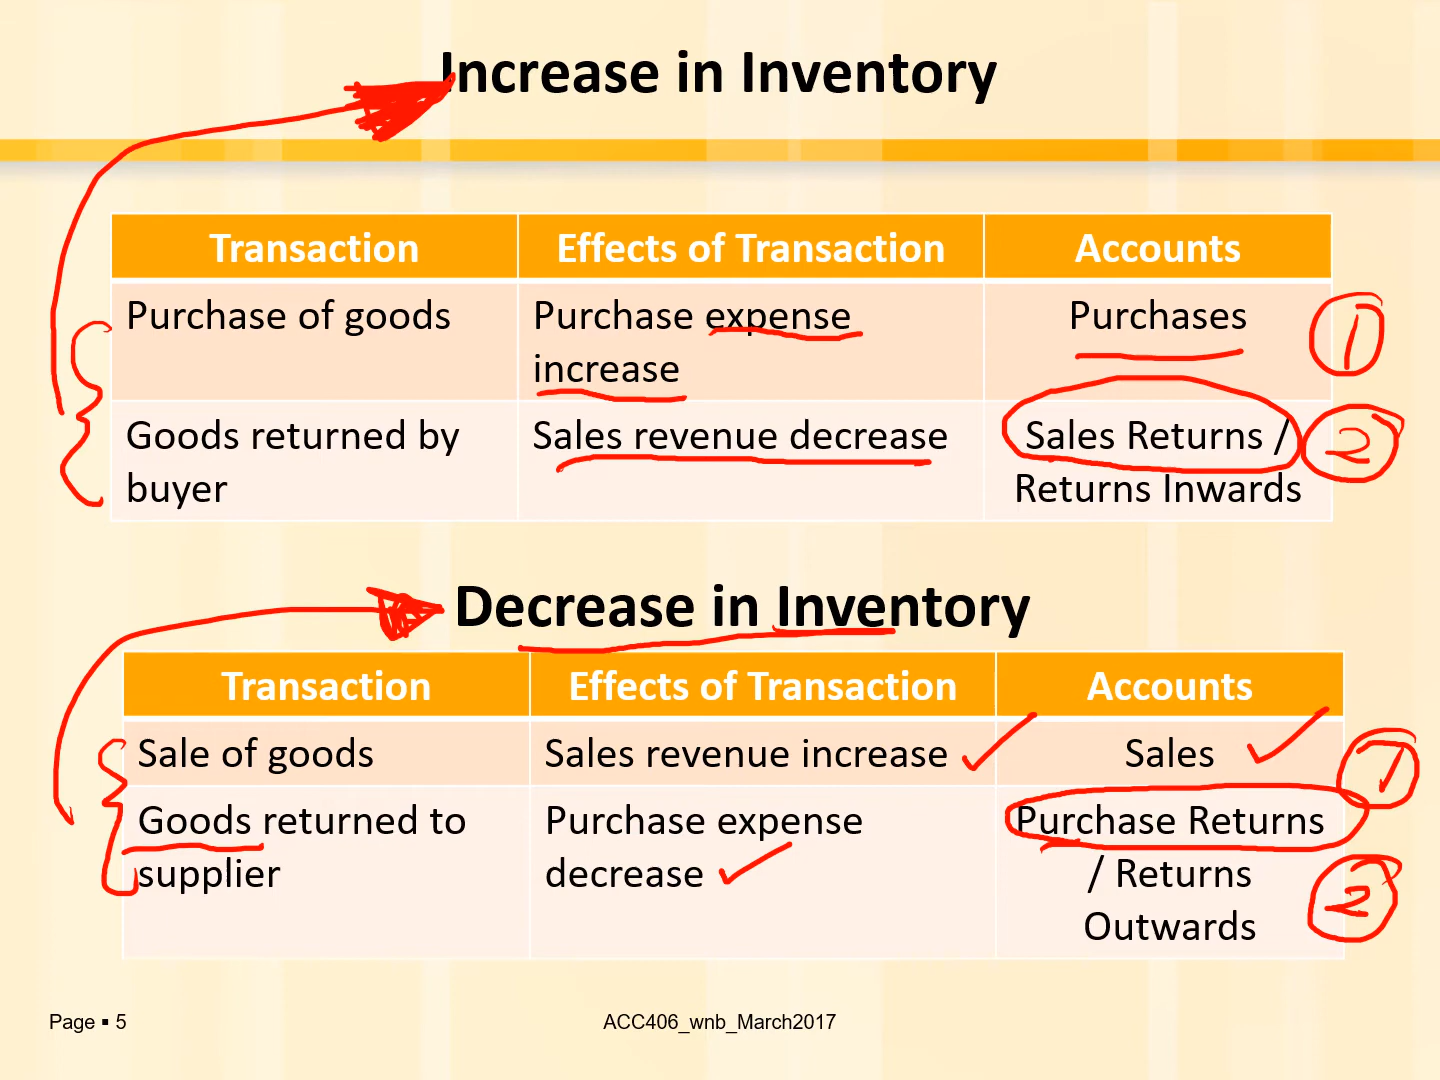 Increase in Inventory
Transaction Effects of Transaction Accounts
Purchase of goods Purchase expense Purchases 1
increase
Goods returned by Sales revenue decrease Sales Returns / 2
buyer Returns Inwards
Decrease in Inventory
Transaction Effects of Transaction Accounts
Sale of goods Sales revenue increase Sales 1
Goods returned to Purchase expense Purchase Returns
supplier decrease / Returns 2
Outwards
Page ▪ 5 ACC406_wnb_March2017